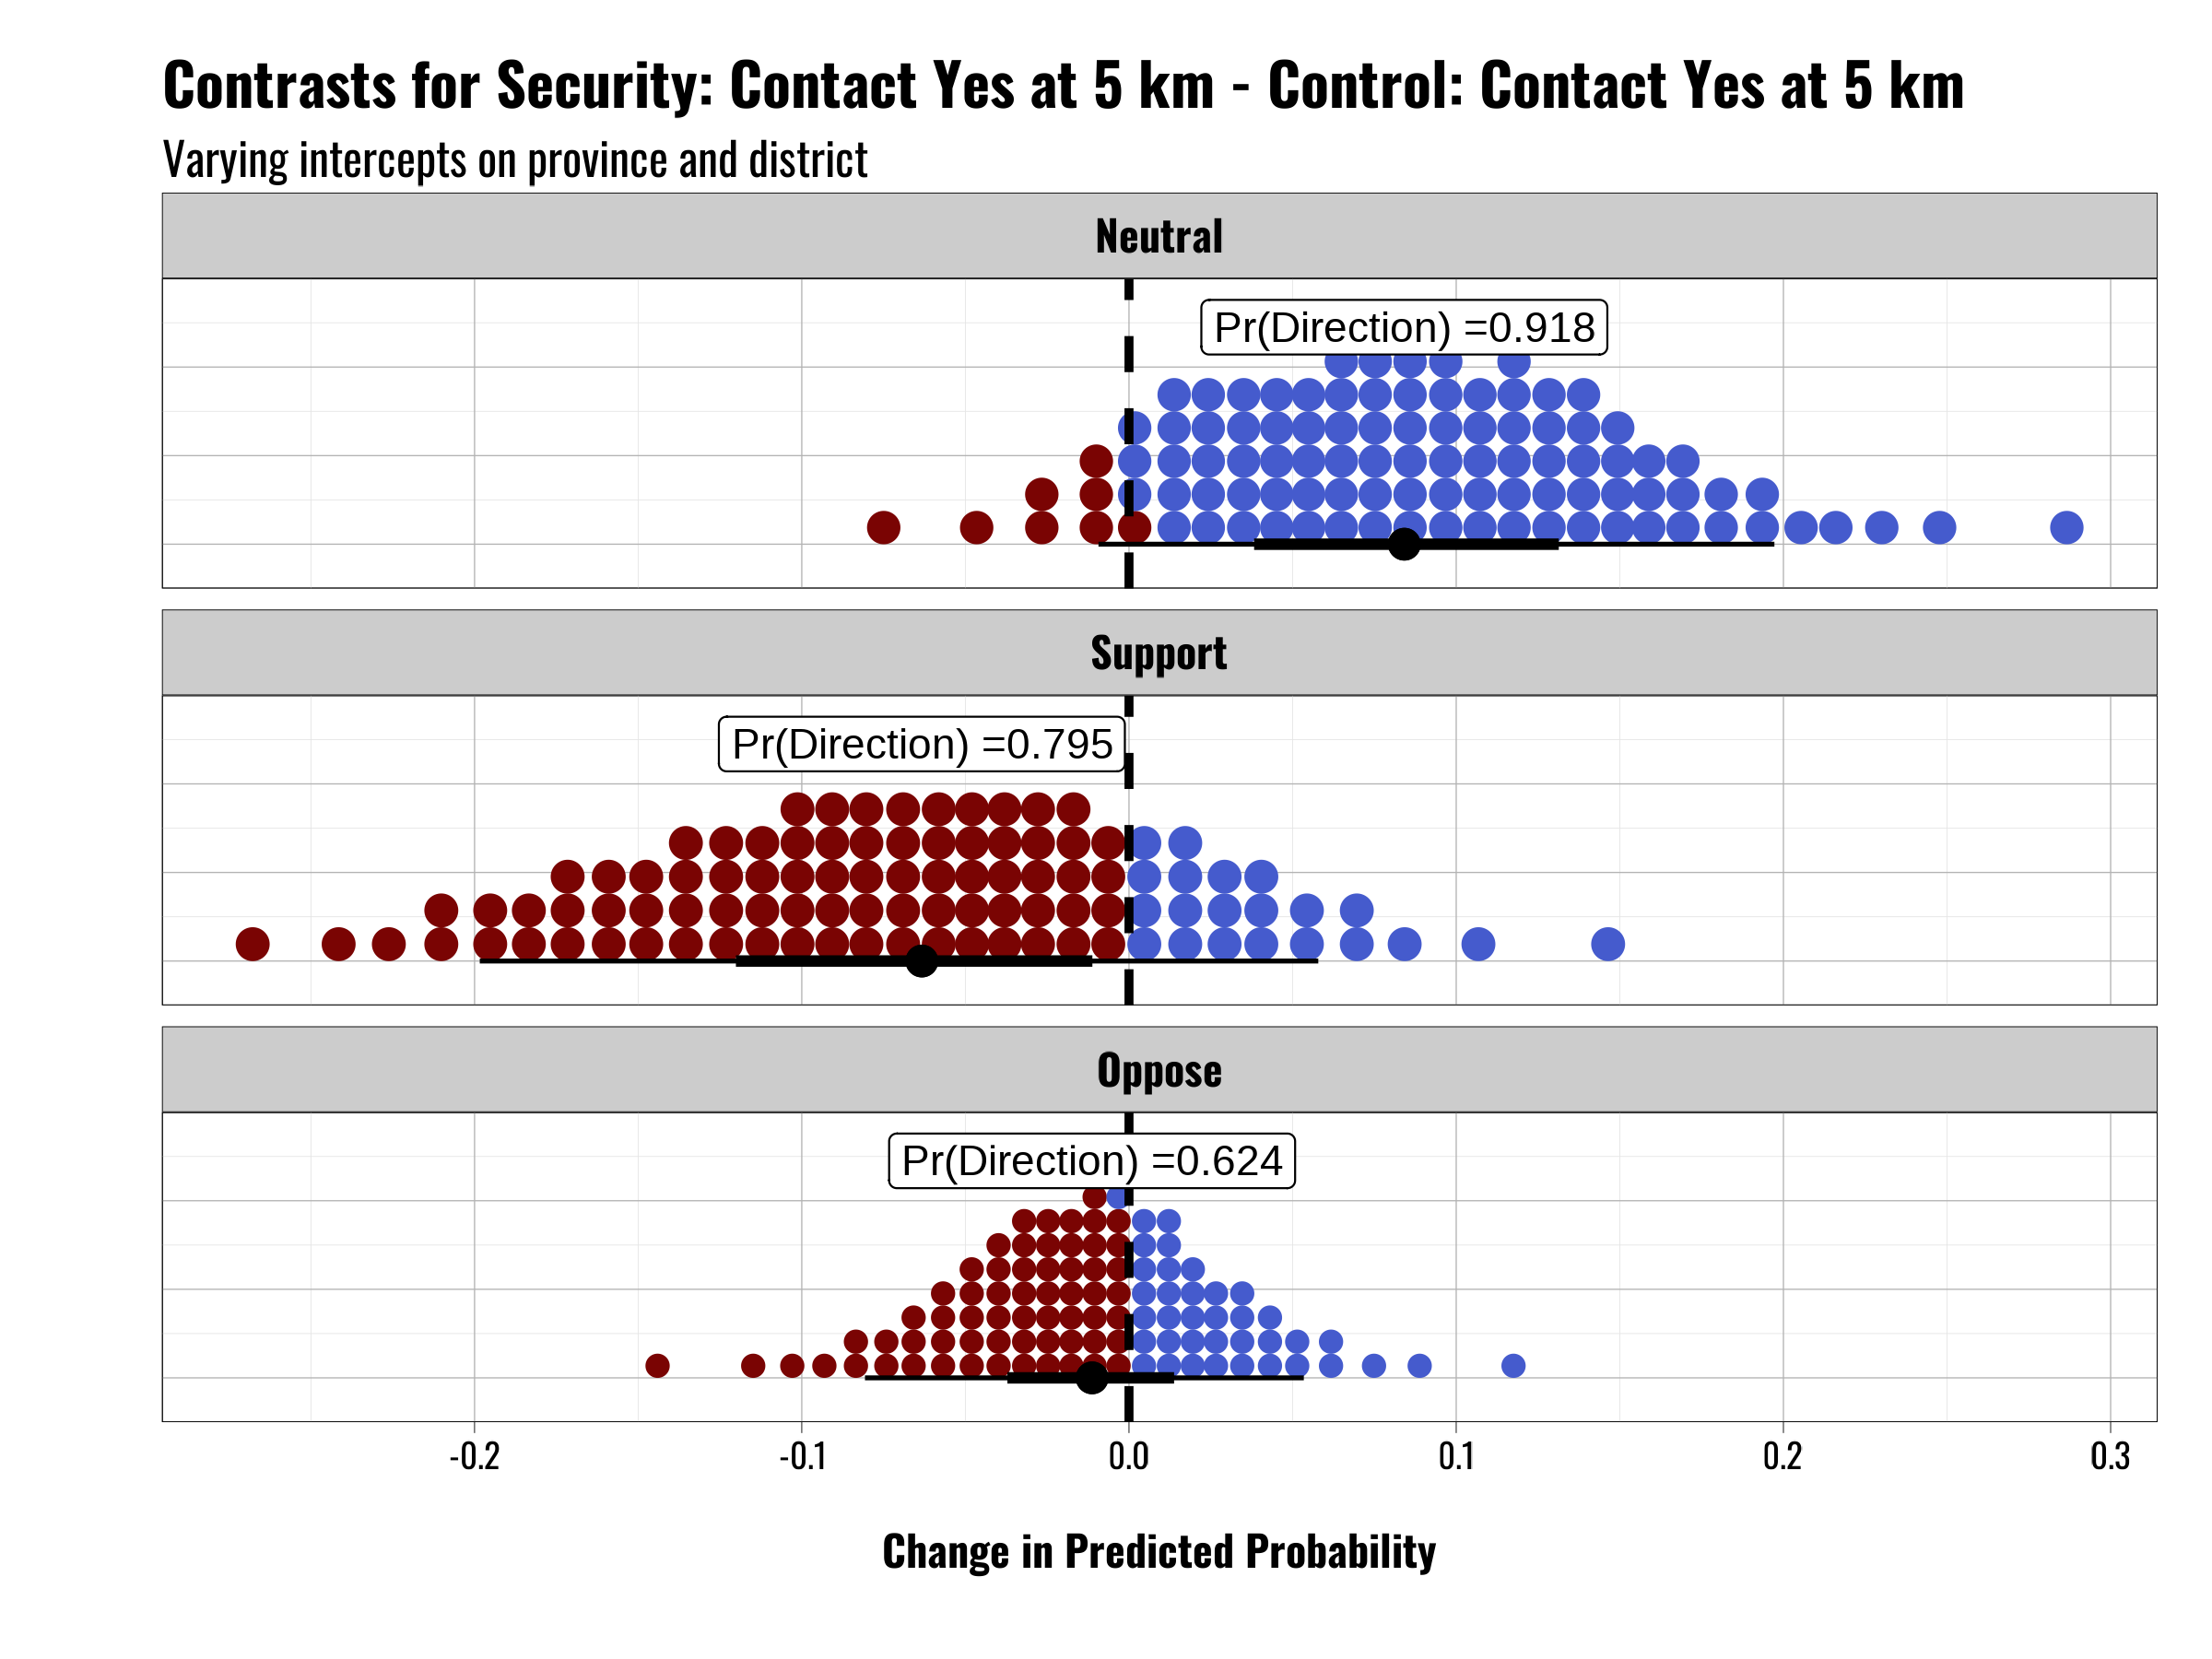 Contrasts for Security: Contact Yes at 5 km - Control: Contact Yes at 5 km
Varying intercepts on province and district
Neutral
Pr(Direction) =0.918
Support
Pr(Direction) =0.795
Oppose
Pr(Direction) =0.624
-0.2 -0.1 0.0 0.1 0.2 0.3
Change in Predicted Probability